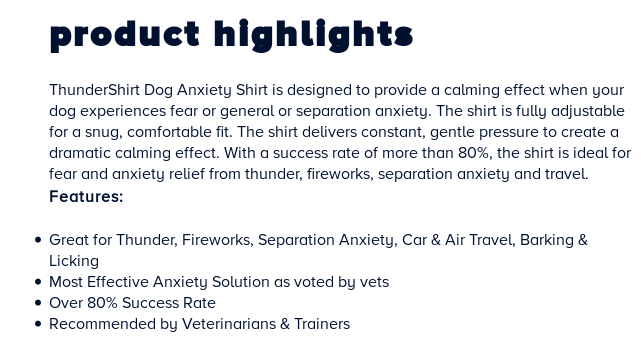 product highlights
ThunderShirt Dog Anxiety Shirt is designed to provide a calming effect when your
dog experiences fear or general or separation anxiety. The shirt is fully adjustable
for a snug, comfortable fit. The shirt delivers constant, gentle pressure to create a
dramatic calming effect. With a success rate of more than 80%, the shirt is ideal for
fear and anxiety relief from thunder, fireworks, separation anxiety and travel.
Features:
• Great for Thunder, Fireworks, Separation Anxiety, Car & Air Travel, Barking &
Licking
• Most Effective Anxiety Solution as voted by vets
• Over 80% Success Rate
• Recommended by Veterinarians & Trainers